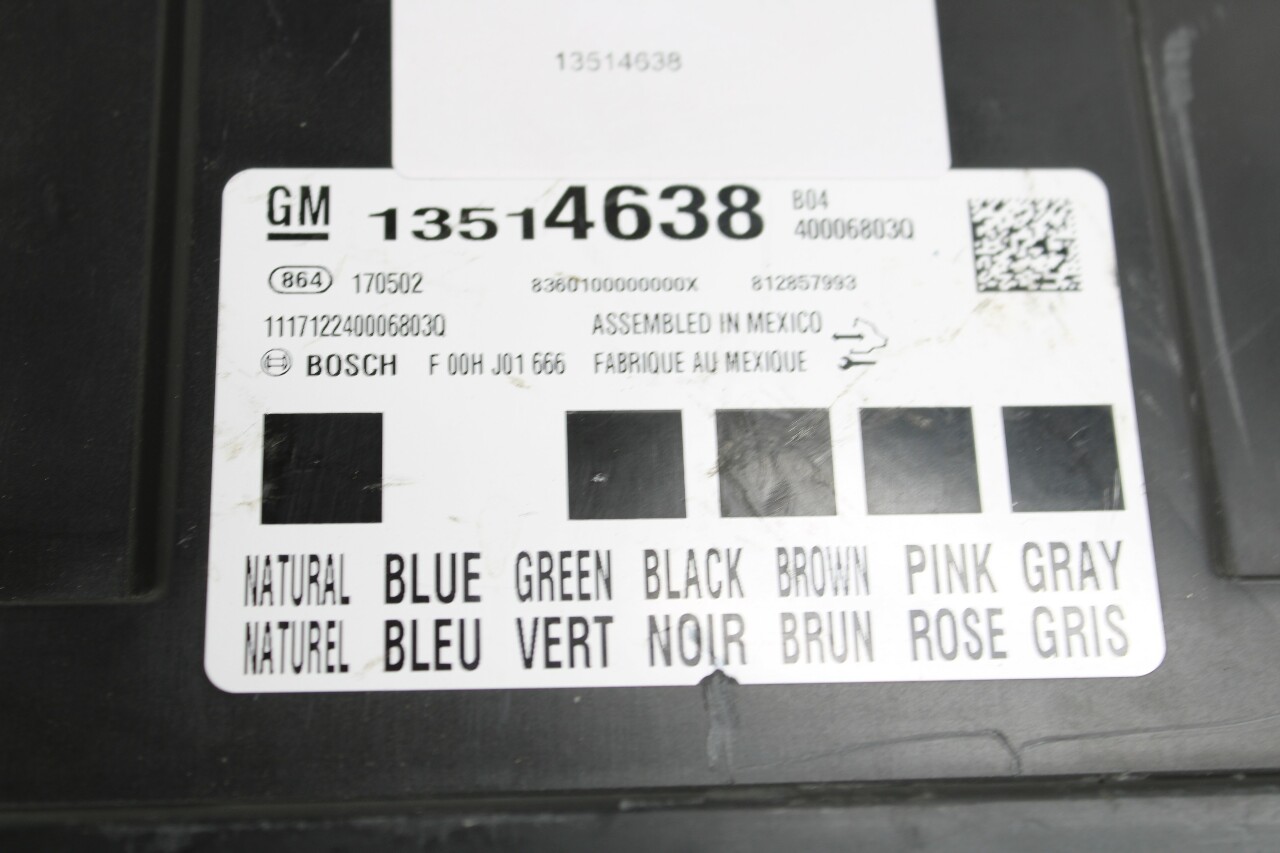 13514638
GM 13514638 B04
40006803Q
864 170502 8360100000000X 812857993
111712240006803Q ASSEMBLED IN MEXICO
BOSCH F 00H J01 666 FABRIQUE AU MEXIQUE
NATURAL BLUE GREEN BLACK BROWN PINK GRAY
NATUREL BLEU VERT NOIR BRUN ROSE GRIS